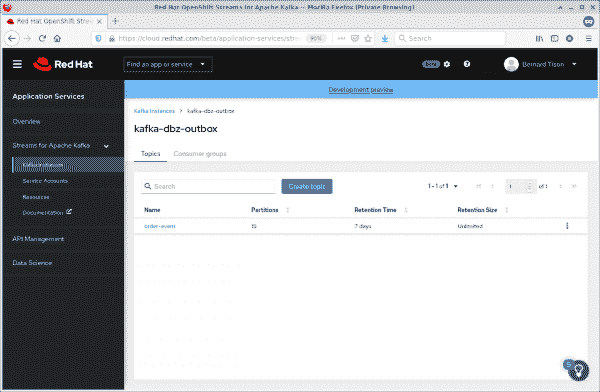 Red Hat OpenShift Streams for Apache Kafka — Mozilla Firefox (Private Browsing)
Red Hat OpenShift Streams fo
https://cloud.redhat.com/beta/application-services/stre
90%
Search
Red Hat
Find an app or service
Beta
Bernard Tison
Development preview
Application Services
Overview
Streams for Apache Kafka
Kafka Instances
Service Accounts
Resources
Documentation
API Management
Data Science
Kafka Instances > kafka-dbz-outbox
kafka-dbz-outbox
Topics Consumer groups
Search Create topic 1 - 1 of 1 1 of 1
Name Partitions Retention Time Retention Size
order-event 15 7 days Unlimited